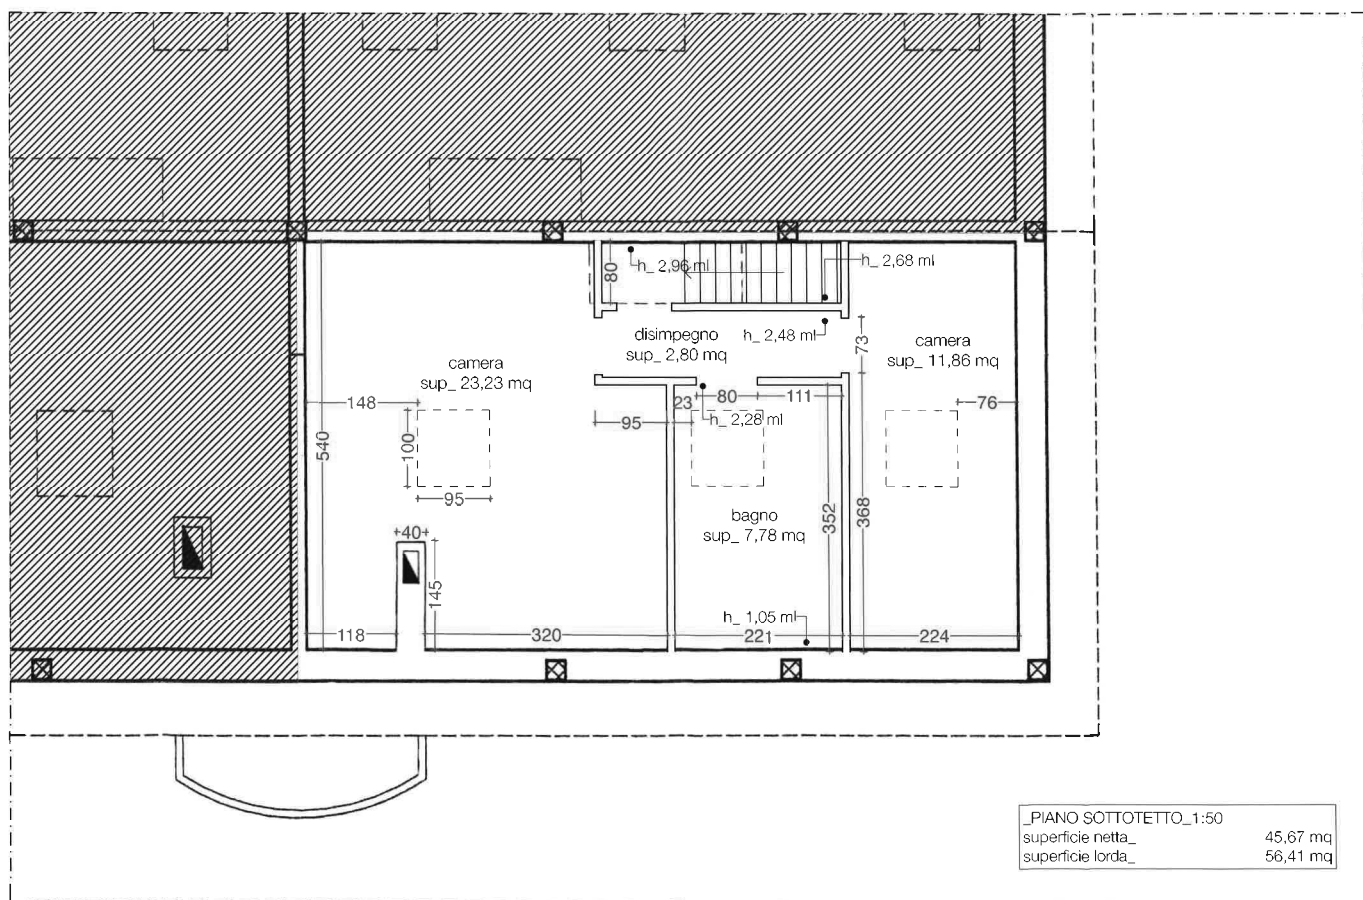 h_ 2,96 ml
80
h_ 2,68 ml
disimpegno
sup_ 2,80 mq
h_ 2,48 ml
73
camera
sup_ 11,86 mq
camera
sup_ 23,23 mq
148
23
80
111
76
95
h_ 2,28 ml
540
100
95
bagno
sup_ 7,78 mq
352
368
+40+
145
h_ 1,05 ml
118
320
221
224
_PIANO SOTTOTETTO_1:50
superficie netta_ 45,67 mq
superficie lorda_ 56,41 mq